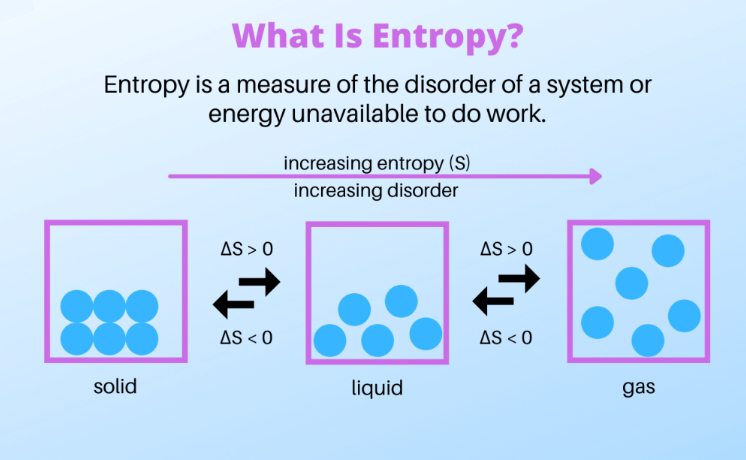 What Is Entropy?
Entropy is a measure of the disorder of a system or
energy unavailable to do work.
increasing entropy (S)
increasing disorder
ΔS > 0
ΔS < 0
ΔS > 0
ΔS < 0
solid
liquid
gas